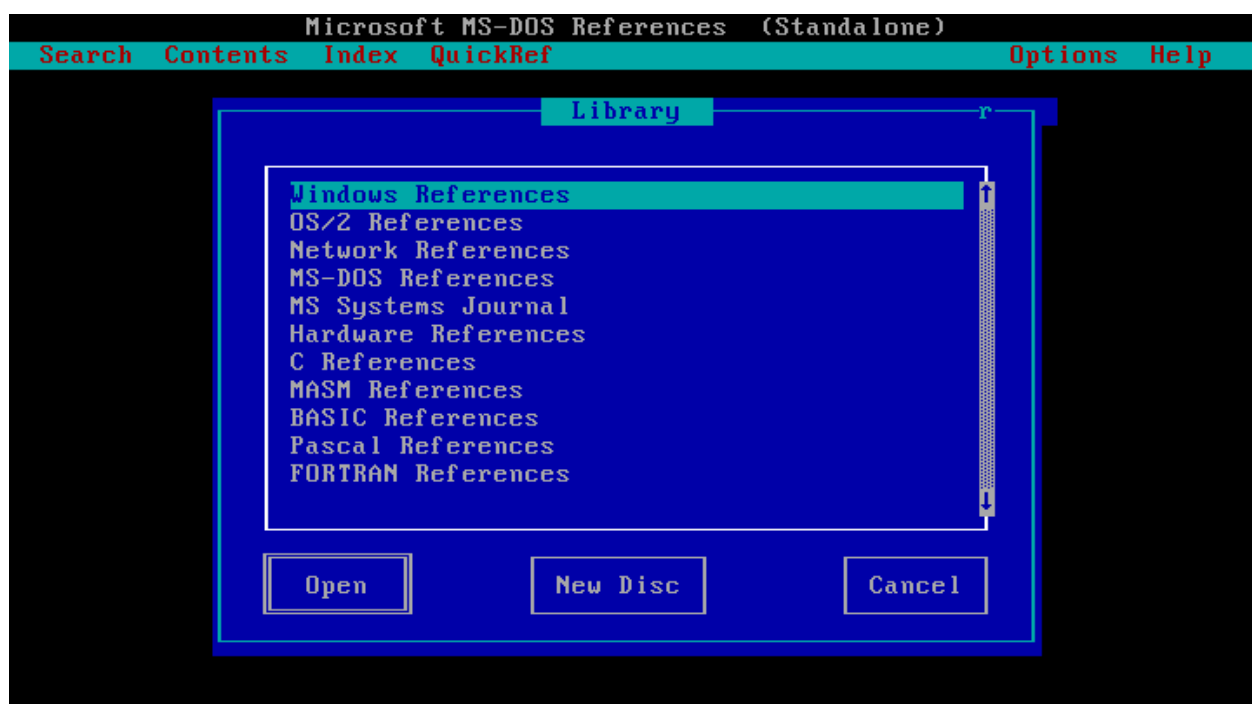 Microsoft MS-DOS References (Standalone)
Search Contents Index QuickRef Options Help
Library r
Windows References
OS/2 References
Network References
MS-DOS References
MS Systems Journal
Hardware References
C References
MASM References
BASIC References
Pascal References
FORTRAN References
Open New Disc Cancel